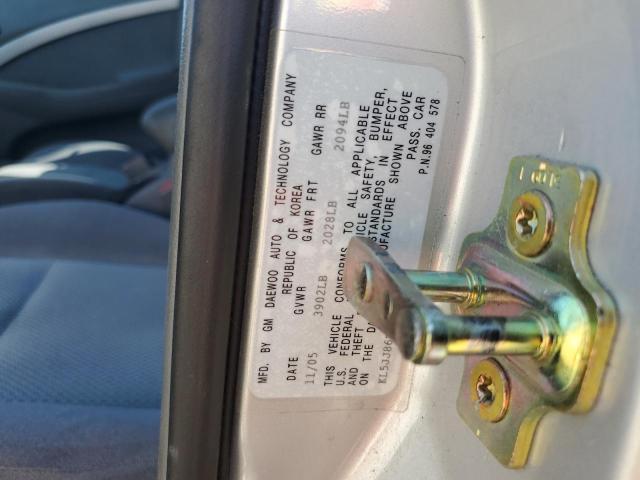 MFD. BY GM DAEWOO AUTO & TECHNOLOGY COMPANY
REPUBLIC OF KOREA
DATE GVWR GAWR FRT GAWR RR
11/05 3902LB 2028LB 2094LB
THIS VEHICLE CONFORMS TO ALL APPLICABLE
U.S. FEDERAL SAFETY, BUMPER,
AND THEFT STANDARDS IN EFFECT
ON THE SHOWN ABOVE
PASS. CAR
P.N.96 404 578